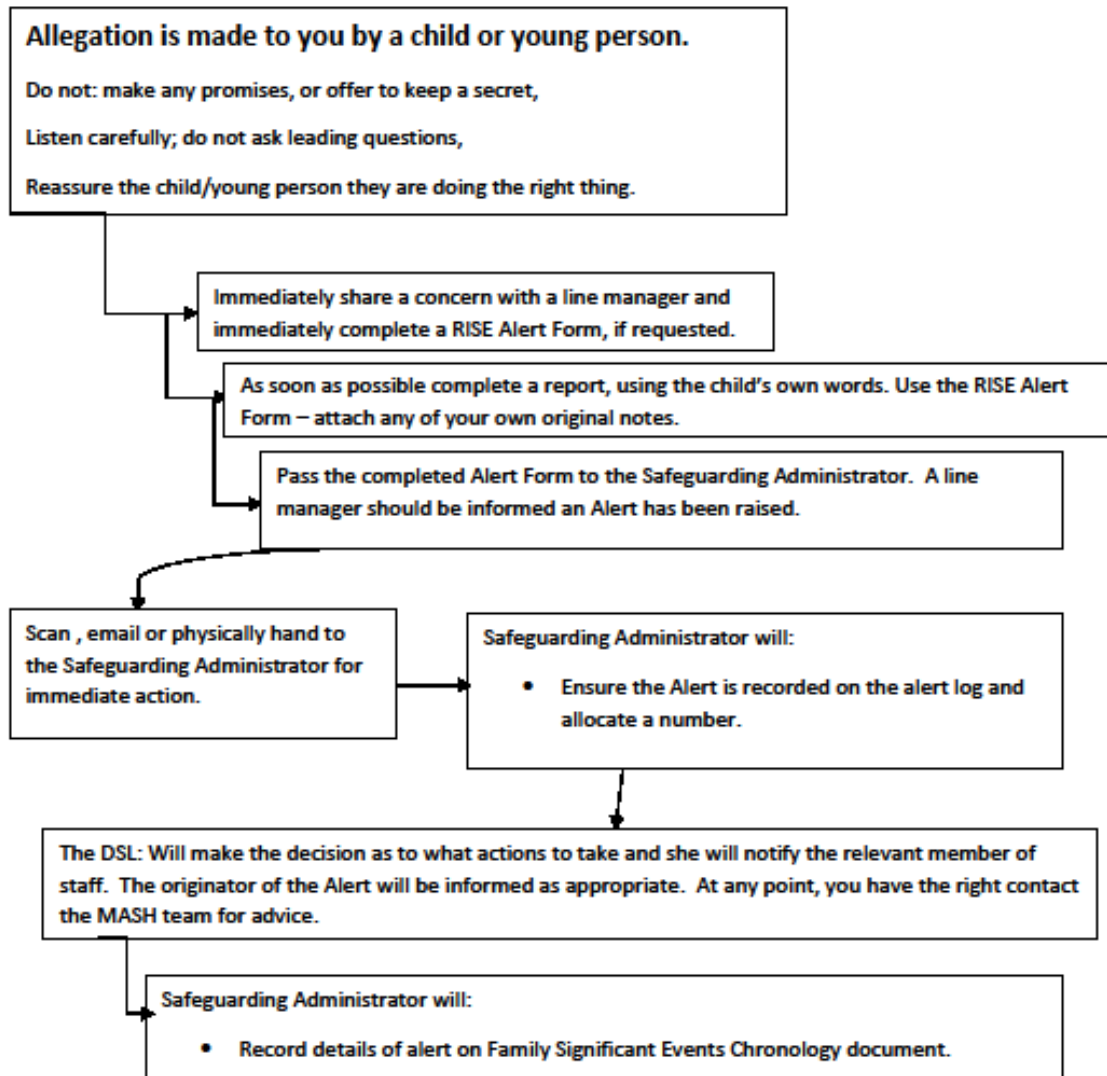 Allegation is made to you by a child or young person.
Do not: make any promises, or offer to keep a secret,
Listen carefully; do not ask leading questions,
Reassure the child/young person they are doing the right thing.
Immediately share a concern with a line manager and
immediately complete a RISE Alert Form, if requested.
As soon as possible complete a report, using the child's own words. Use the RISE Alert
Form – attach any of your own original notes.
Pass the completed Alert Form to the Safeguarding Administrator. A line
manager should be informed an Alert has been raised.
Scan , email or physically hand to
the Safeguarding Administrator for
immediate action.
Safeguarding Administrator will:
• Ensure the Alert is recorded on the alert log and
allocate a number.
The DSL: Will make the decision as to what actions to take and she will notify the relevant member of
staff. The originator of the Alert will be informed as appropriate. At any point, you have the right contact
the MASH team for advice.
Safeguarding Administrator will:
• Record details of alert on Family Significant Events Chronology document.